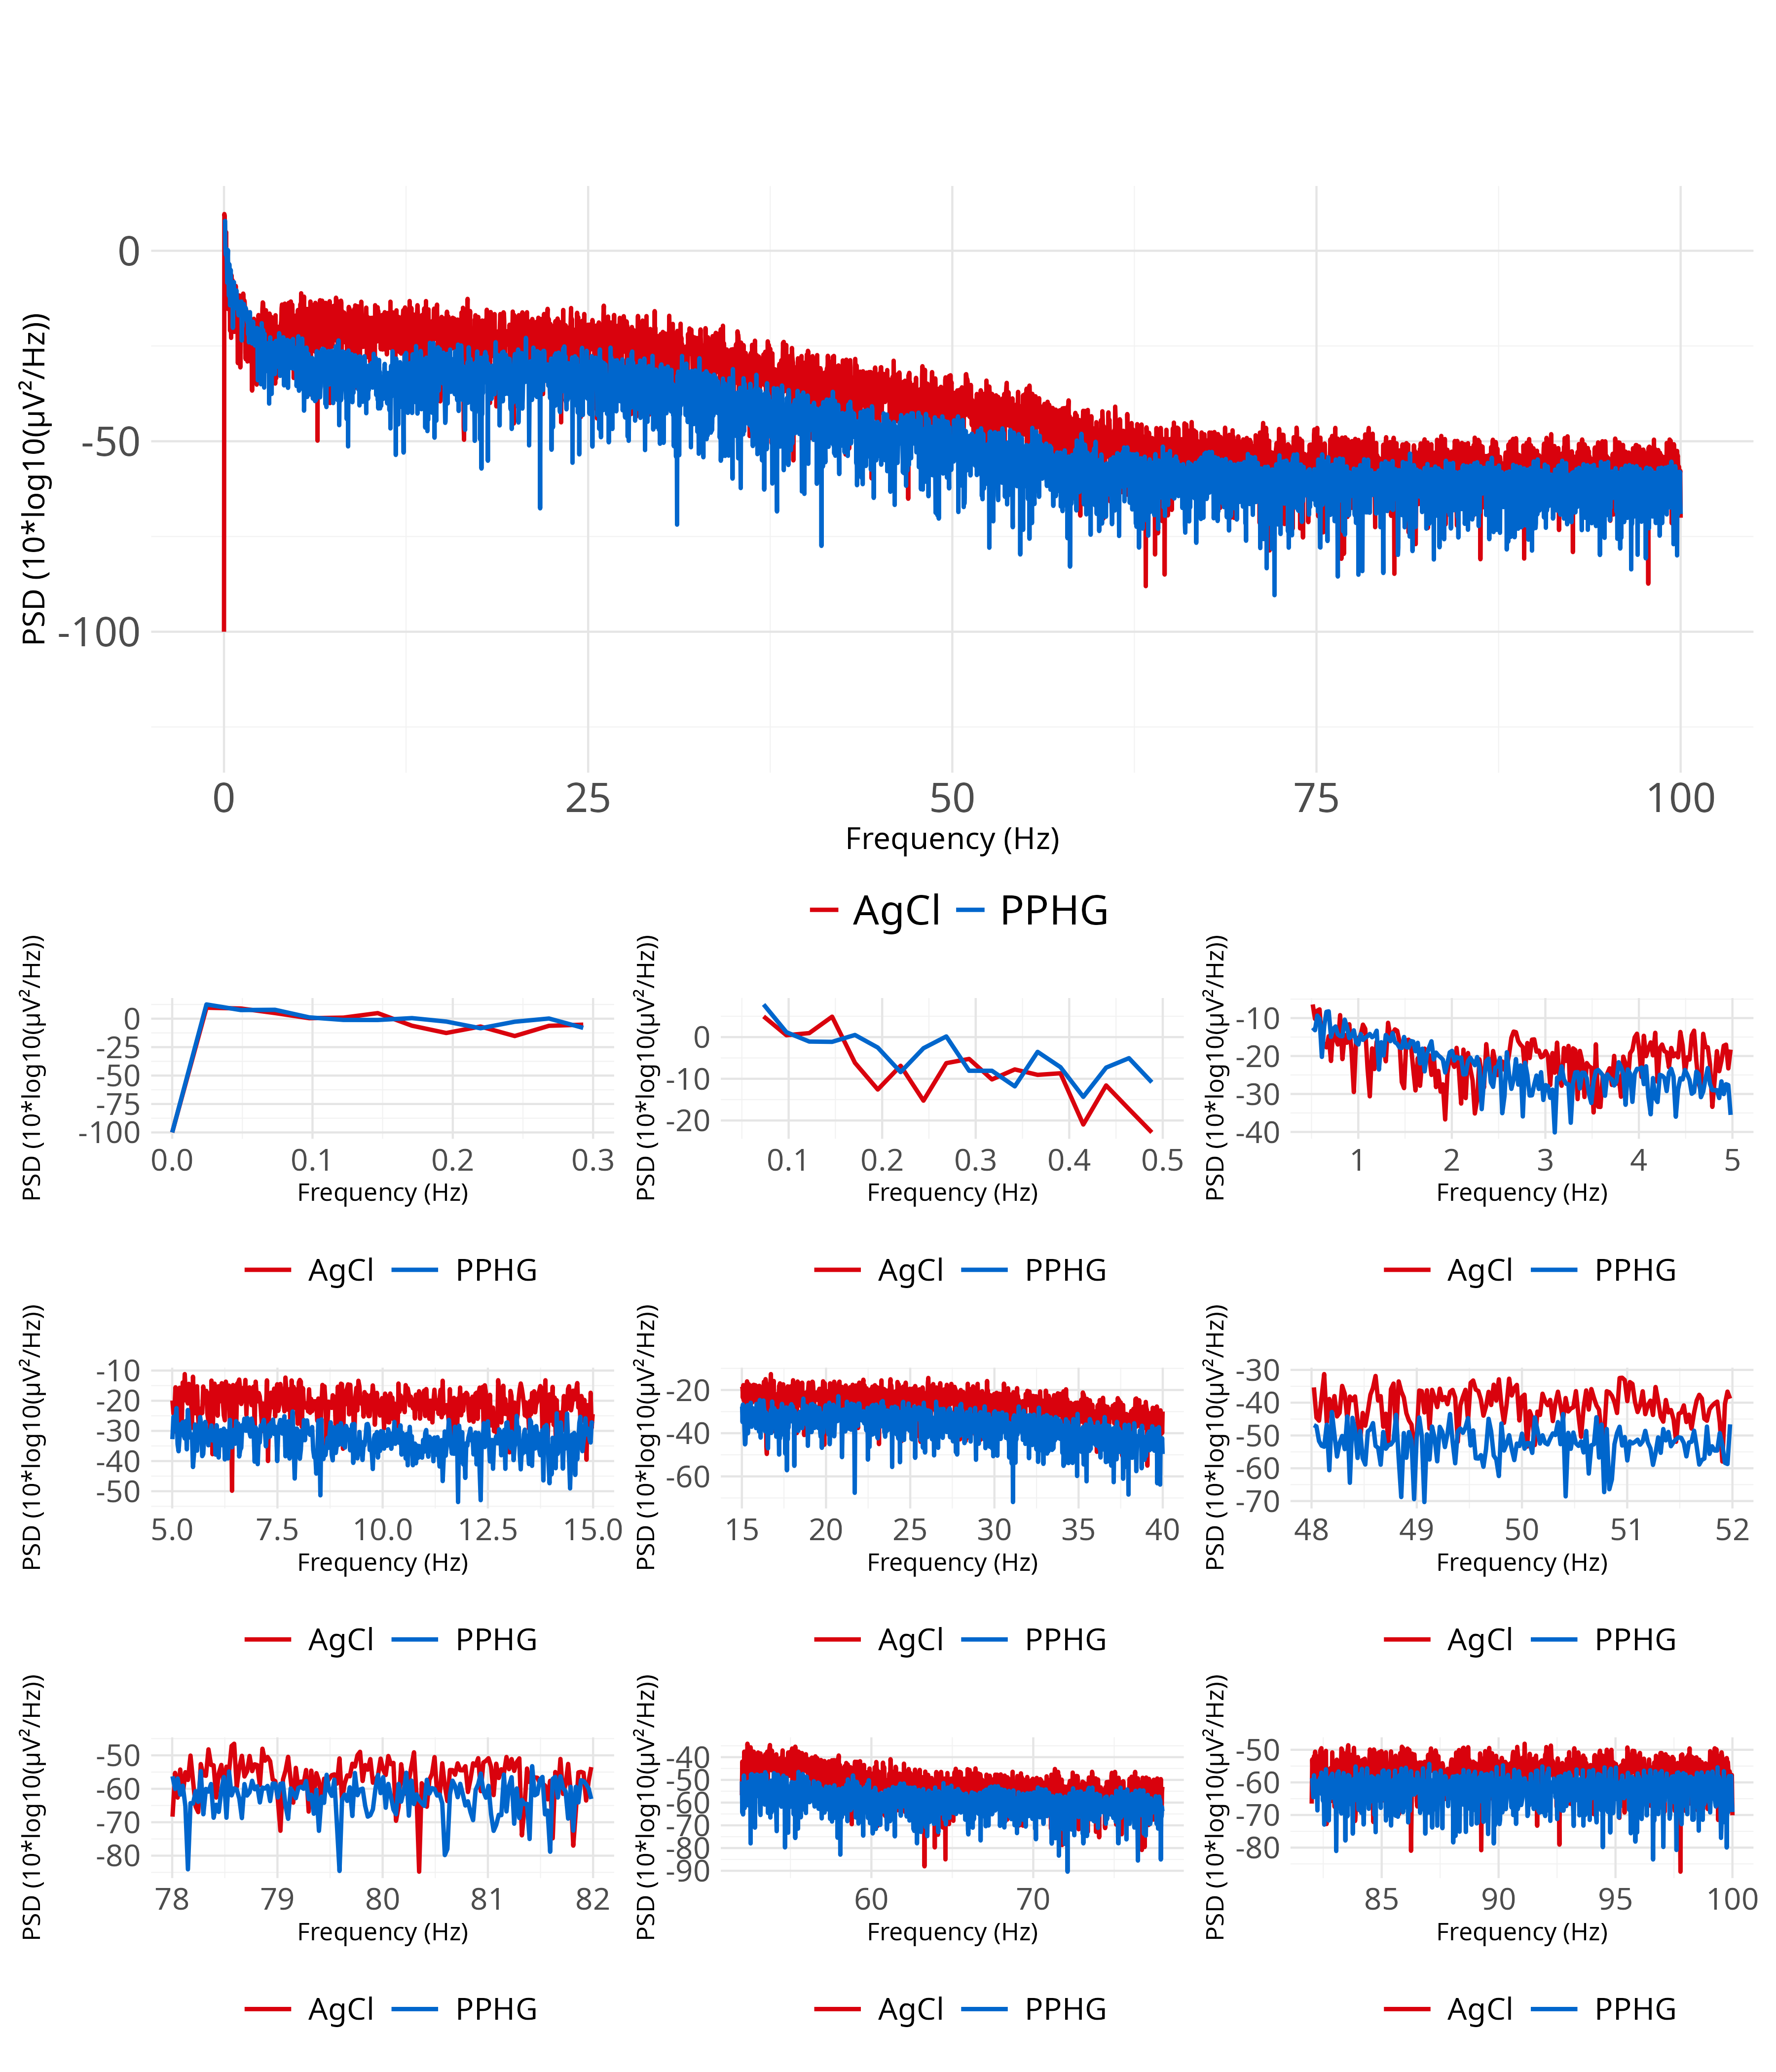 PSD (10*log10(µV²/Hz))
0
-50
-100
0 25 50 75 100
Frequency (Hz)
AgCl PPHG
PSD (10*log10(µV²/Hz))
0
-25
-50
-75
-100
0.0 0.1 0.2 0.3
Frequency (Hz)
AgCl PPHG
PSD (10*log10(µV²/Hz))
0
-10
-20
0.1 0.2 0.3 0.4 0.5
Frequency (Hz)
AgCl PPHG
PSD (10*log10(µV²/Hz))
-10
-20
-30
-40
1 2 3 4 5
Frequency (Hz)
AgCl PPHG
PSD (10*log10(µV²/Hz))
-10
-20
-30
-40
-50
5.0 7.5 10.0 12.5 15.0
Frequency (Hz)
AgCl PPHG
PSD (10*log10(µV²/Hz))
-20
-40
-60
15 20 25 30 35 40
Frequency (Hz)
AgCl PPHG
PSD (10*log10(µV²/Hz))
-30
-40
-50
-60
-70
48 49 50 51 52
Frequency (Hz)
AgCl PPHG
PSD (10*log10(µV²/Hz))
-50
-60
-70
-80
78 79 80 81 82
Frequency (Hz)
AgCl PPHG
PSD (10*log10(µV²/Hz))
-40
-50
-60
-70
-80
-90
60 70
Frequency (Hz)
AgCl PPHG
PSD (10*log10(µV²/Hz))
-50
-60
-70
-80
85 90 95 100
Frequency (Hz)
AgCl PPHG